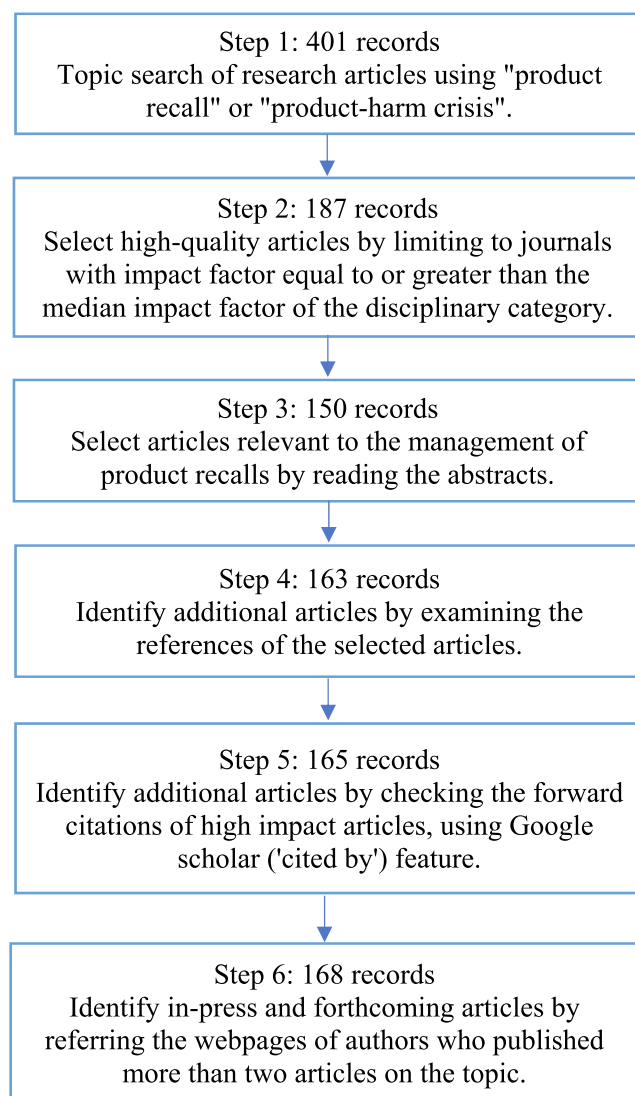 Step 1: 401 records
Topic search of research articles using "product
recall" or "product-harm crisis".
Step 2: 187 records
Select high-quality articles by limiting to journals
with impact factor equal to or greater than the
median impact factor of the disciplinary category.
Step 3: 150 records
Select articles relevant to the management of
product recalls by reading the abstracts.
Step 4: 163 records
Identify additional articles by examining the
references of the selected articles.
Step 5: 165 records
Identify additional articles by checking the forward
citations of high impact articles, using Google
scholar ('cited by') feature.
Step 6: 168 records
Identify in-press and forthcoming articles by
referring the webpages of authors who published
more than two articles on the topic.